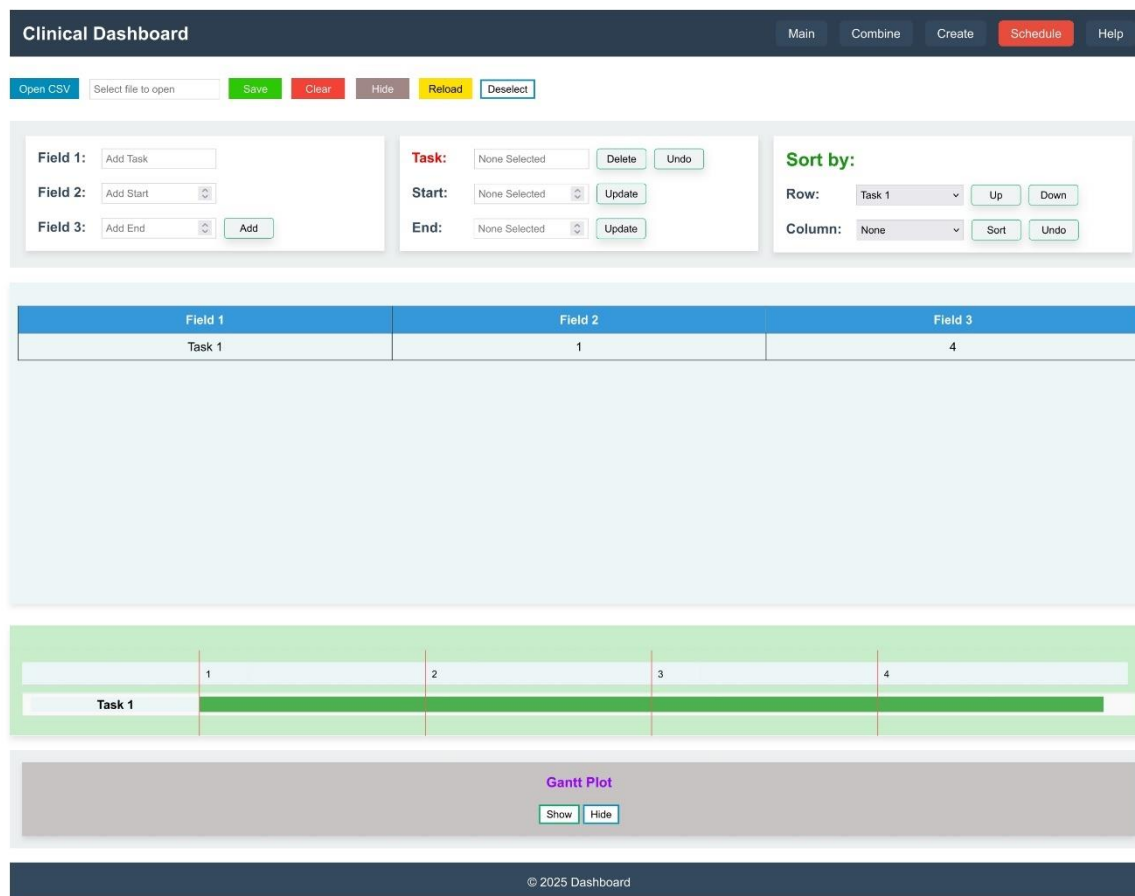 Clinical Dashboard Main Combine Create Schedule Help
Open CSV Select file to open Save Clear Hide Reload Deselect
Field 1: Add Task
Field 2: Add Start
Field 3: Add End Add
Task: None Selected Delete Undo
Start: None Selected Update
End: None Selected Update
Sort by:
Row: Task 1 Up Down
Column: None Sort Undo
Field 1 Field 2 Field 3
Task 1 1 4
1 2 3 4
Task 1
Gantt Plot
Show Hide
© 2025 Dashboard